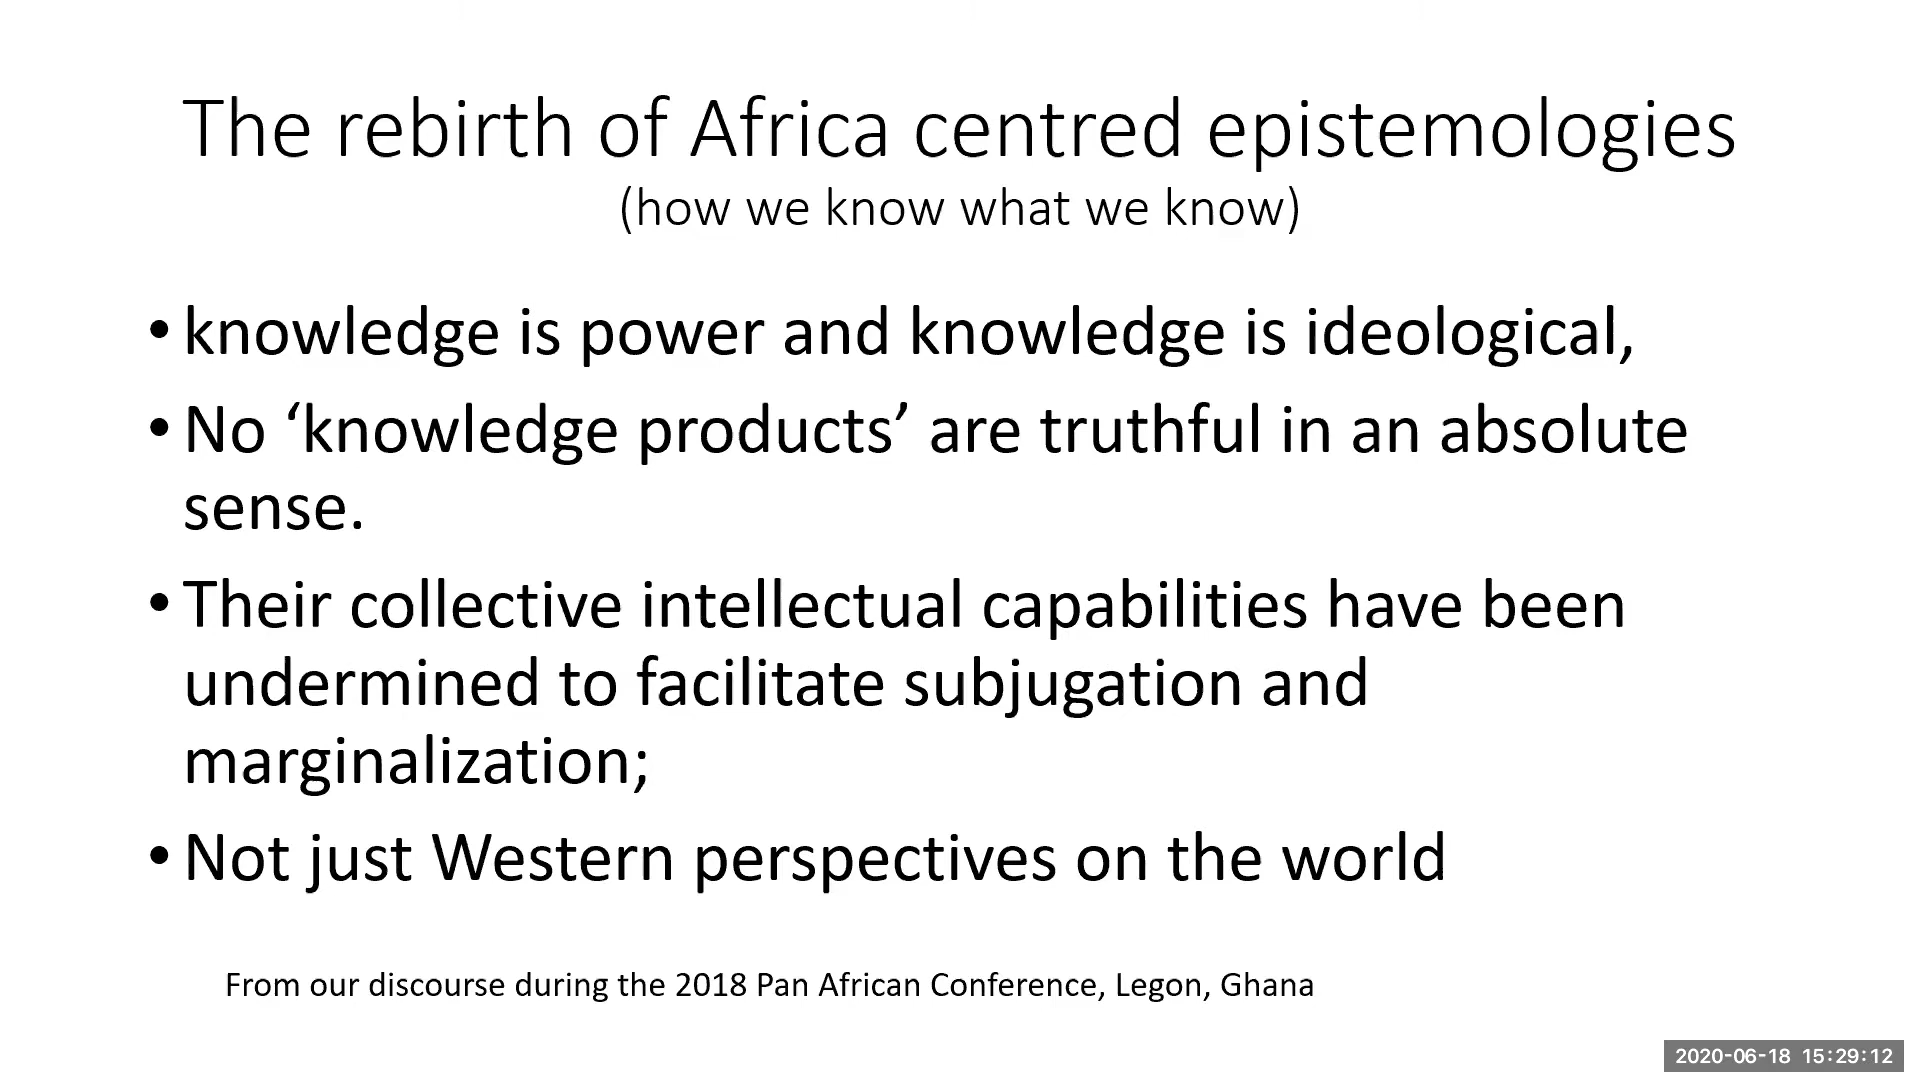 The rebirth of Africa centred epistemologies
(how we know what we know)
• knowledge is power and knowledge is ideological,
• No ‘knowledge products’ are truthful in an absolute
sense.
• Their collective intellectual capabilities have been
undermined to facilitate subjugation and
marginalization;
• Not just Western perspectives on the world
From our discourse during the 2018 Pan African Conference, Legon, Ghana
2020-06-18 15:29:12